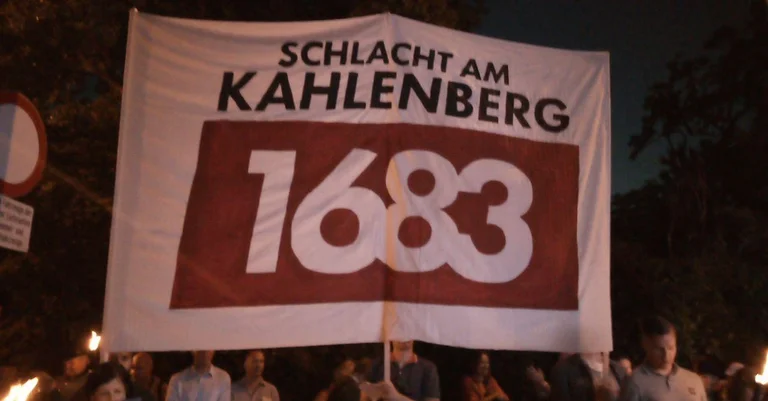 SCHLACHT AM
KAHLENBERG
1683